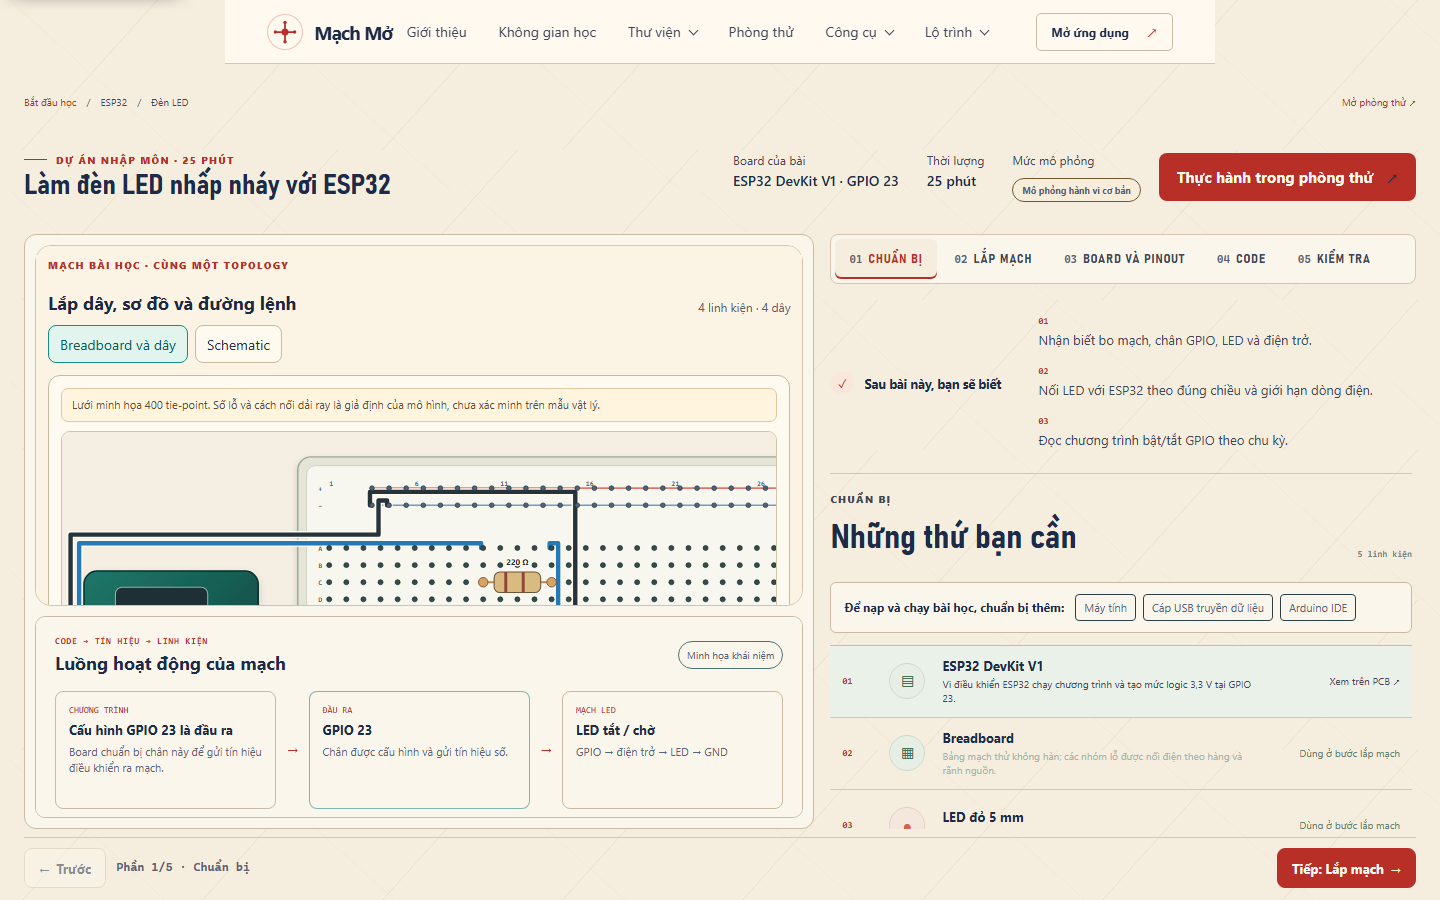 Mạch Mở
Giới thiệu
Không gian học
Thư viện
Phòng thử
Công cụ
Lộ trình
Mở ứng dụng ↗
Bắt đầu học / ESP32 / Đèn LED
Mở phòng thử ↗
DỰ ÁN NHẬP MÔN · 25 PHÚT
Làm đèn LED nhấp nháy với ESP32
Board của bài
ESP32 DevKit V1 · GPIO 23
Thời lượng
25 phút
Mức mô phỏng
Mô phỏng hành vi cơ bản
Thực hành trong phòng thử ↗
MẠCH BÀI HỌC · CÙNG MỘT TOPOLOGY
Lắp dây, sơ đồ và đường lệnh
4 linh kiện · 4 dây
Breadboard và dây
Schematic
Lưới minh họa 400 tie-point. Số lỗ và cách nối dải ray là giả định của mô hình, chưa xác minh trên mẫu vật lý.
1 6 11 16 21 26
+
−
A
B
C
D
220 Ω
CODE → TÍN HIỆU → LINH KIỆN
Luồng hoạt động của mạch
Minh họa khái niệm
CHƯƠNG TRÌNH
Cấu hình GPIO 23 là đầu ra
Board chuẩn bị chân này để gửi tín hiệu
điều khiển ra mạch.
→
ĐẦU RA
GPIO 23
Chân được cấu hình và gửi tín hiệu số.
→
MẠCH LED
LED tắt / chờ
GPIO → điện trở → LED → GND
01 CHUẨN BỊ
02 LẮP MẠCH
03 BOARD VÀ PINOUT
04 CODE
05 KIỂM TRA
✓ Sau bài này, bạn sẽ biết
01
Nhận biết bo mạch, chân GPIO, LED và điện trở.
02
Nối LED với ESP32 theo đúng chiều và giới hạn dòng điện.
03
Đọc chương trình bật/tắt GPIO theo chu kỳ.
CHUẨN BỊ
Những thứ bạn cần
5 linh kiện
Để nạp và chạy bài học, chuẩn bị thêm:
Máy tính
Cáp USB truyền dữ liệu
Arduino IDE
01
ESP32 DevKit V1
Vi điều khiển ESP32 chạy chương trình và tạo mức logic 3,3 V tại GPIO
23.
Xem trên PCB ↗
02
Breadboard
Bảng mạch thử không hàn; các nhóm lỗ được nối điện theo hàng và
rãnh nguồn.
Dùng ở bước lắp mạch
03
LED đỏ 5 mm
Dùng ở bước lắp mạch
← Trước
Phần 1/5 · Chuẩn bị
Tiếp: Lắp mạch →